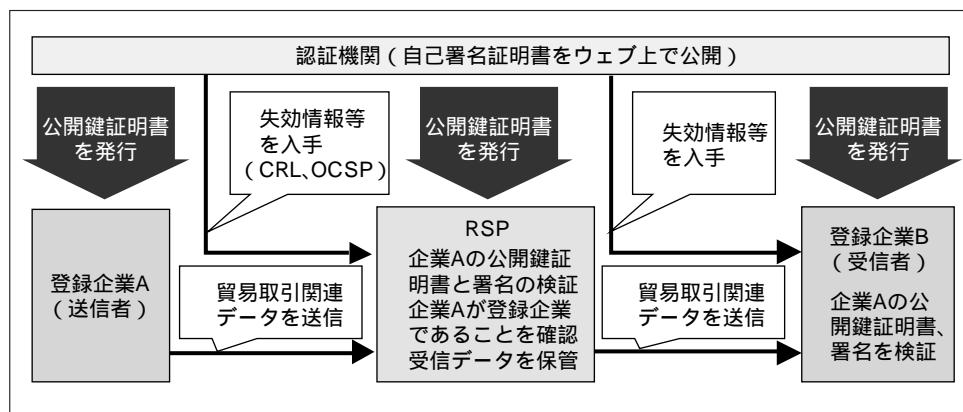 認証機関(自己署名証明書をウェブ上で公開)
公開鍵証明書
を発行
失効情報等
を入手
(CRL、OCSP)
公開鍵証明書
を発行
失効情報等
を入手
公開鍵証明書
を発行
登録企業A
(送信者)
貿易取引関連
データを送信
RSP
企業Aの公開鍵証
明書と署名の検証
企業Aが登録企業
であることを確認
受信データを保管
貿易取引関連
データを送信
登録企業B
(受信者)
企業Aの公
開鍵証明書、
署名を検証